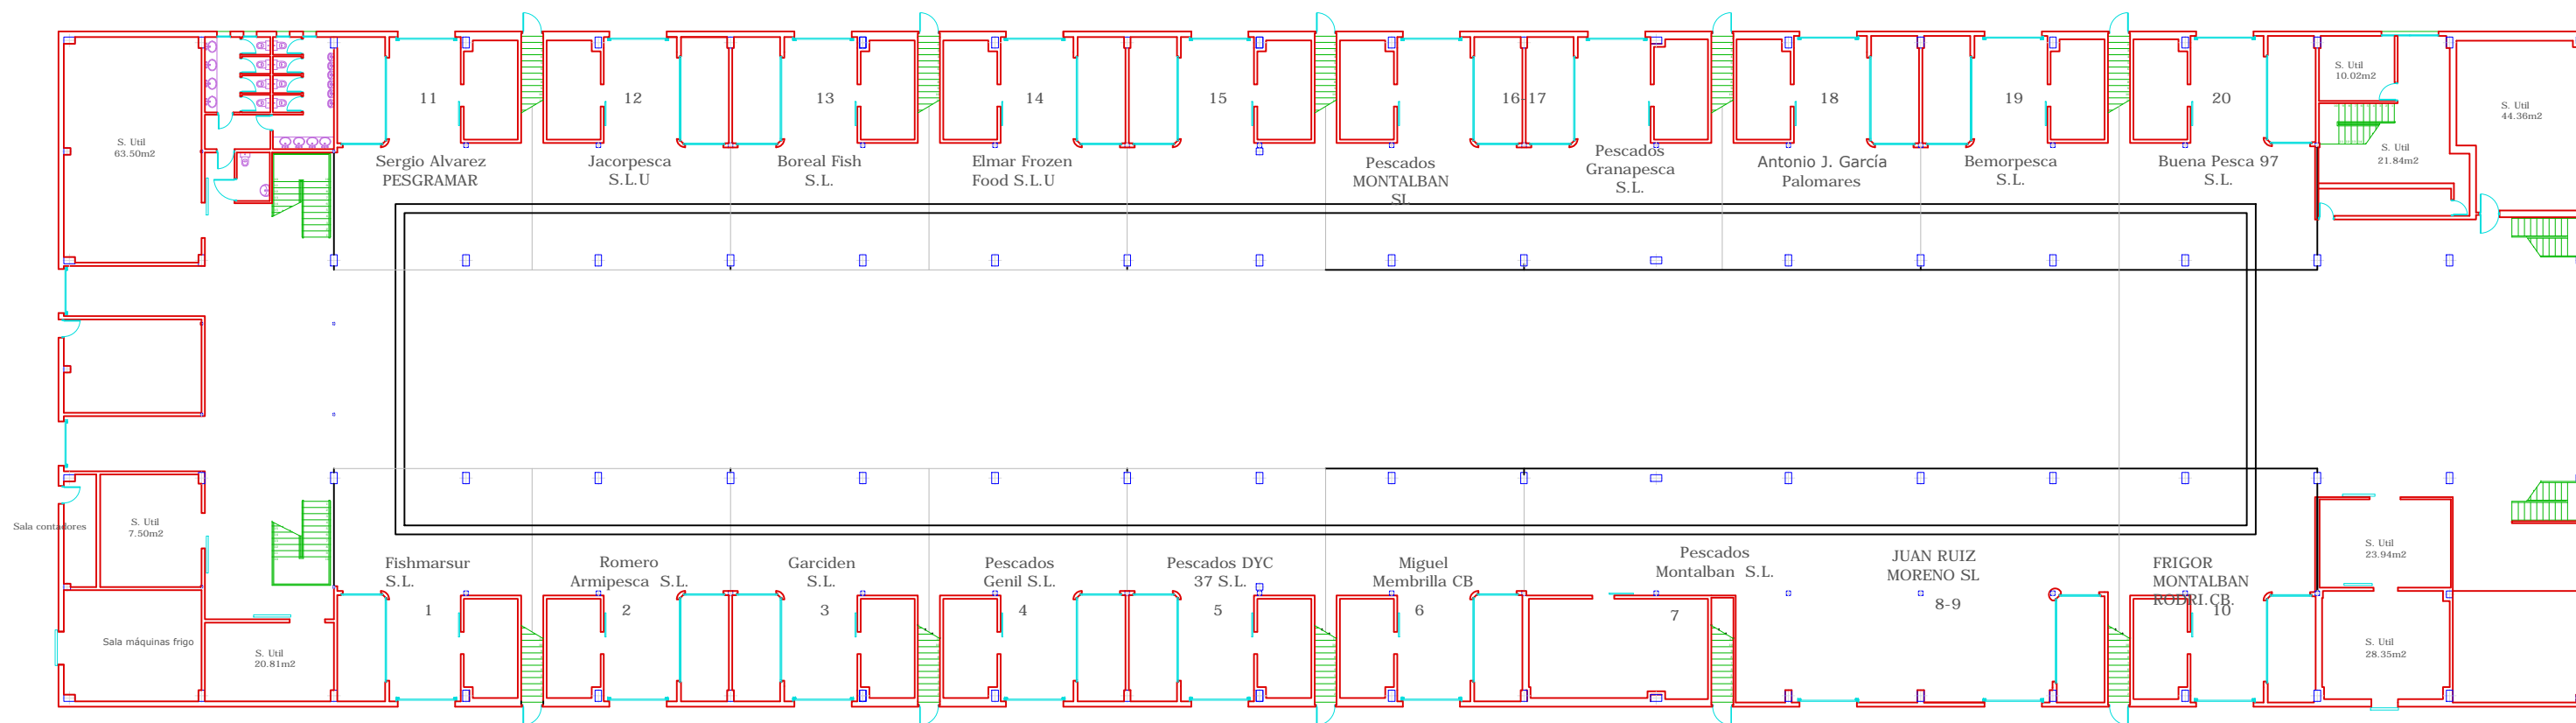 11
12
13
14
15
16-17
18
19
20
S. Util
10.02m2
S. Util
44.36m2
S. Util
63.50m2
S. Util
21.84m2
Sergio Alvarez
PESGRAMAR
Jacorpesca
S.L.U
Boreal Fish
S.L.
Elmar Frozen
Food S.L.U
Pescados
MONTALBAN
SL
Pescados
Granapesca
S.L.
Antonio J. García
Palomares
Bemorpesca
S.L.
Buena Pesca 97
S.L.
Sala contadores
S. Util
7.50m2
Sala máquinas frigo
S. Util
20.81m2
Fishmarsur
S.L.
1
Romero
Armipesca S.L.
2
Garciden
S.L.
3
Pescados
Genil S.L.
4
Pescados DYC
37 S.L.
5
Miguel
Membrilla CB
6
Pescados
Montalban S.L.
7
JUAN RUIZ
MORENO SL
8-9
FRIGOR
MONTALBAN
RODRI.CB.
10
S. Util
23.94m2
S. Util
28.35m2